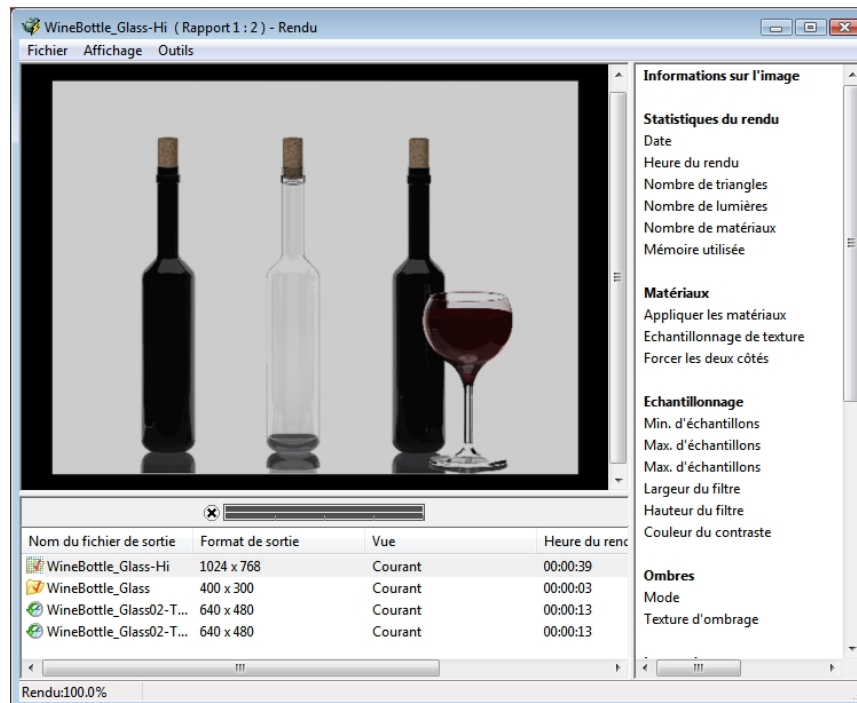 WineBottle_Glass-Hi ( Rapport 1 : 2 ) - Rendu
Fichier Affichage Outils
Informations sur l'image
Statistiques du rendu
Date
Heure du rendu
Nombre de triangles
Nombre de lumières
Nombre de matériaux
Mémoire utilisée
Matériaux
Appliquer les matériaux
Echantillonnage de texture
Forcer les deux côtés
Echantillonnage
Min. d'échantillons
Max. d'échantillons
Max. d'échantillons
Largeur du filtre
Hauteur du filtre
Couleur du contraste
Ombres
Mode
Texture d'ombrage
Nom du fichier de sortie Format de sortie Vue Heure du rend
WineBottle_Glass-Hi 1024 x 768 Courant 00:00:39
WineBottle_Glass 400 x 300 Courant 00:00:03
WineBottle_Glass02-T... 640 x 480 Courant 00:00:13
WineBottle_Glass02-T... 640 x 480 Courant 00:00:13
Rendu:100.0%